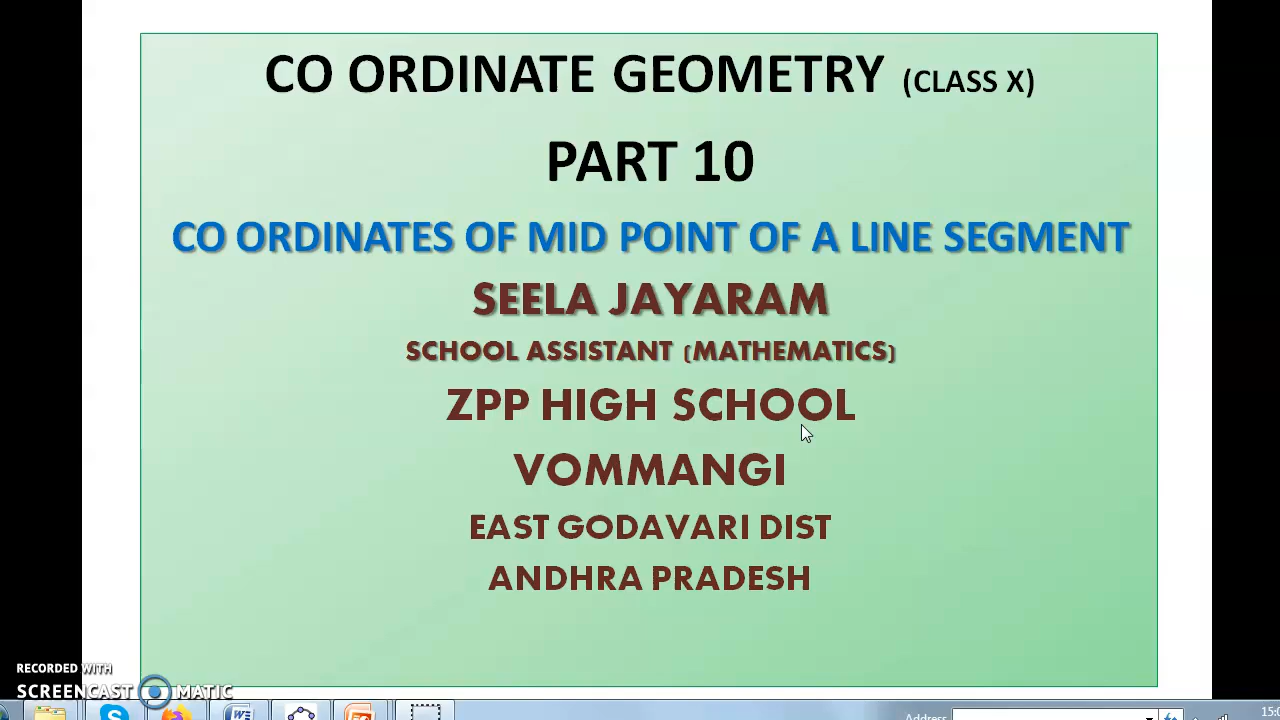 CO ORDINATE GEOMETRY (CLASS X)
PART 10
CO ORDINATES OF MID POINT OF A LINE SEGMENT
SEELA JAYARAM
SCHOOL ASSISTANT (MATHEMATICS)
ZPP HIGH SCHOOL
VOMMANGI
EAST GODAVARI DIST
ANDHRA PRADESH
RECORDED WITH
SCREENCAST MATIC
Address